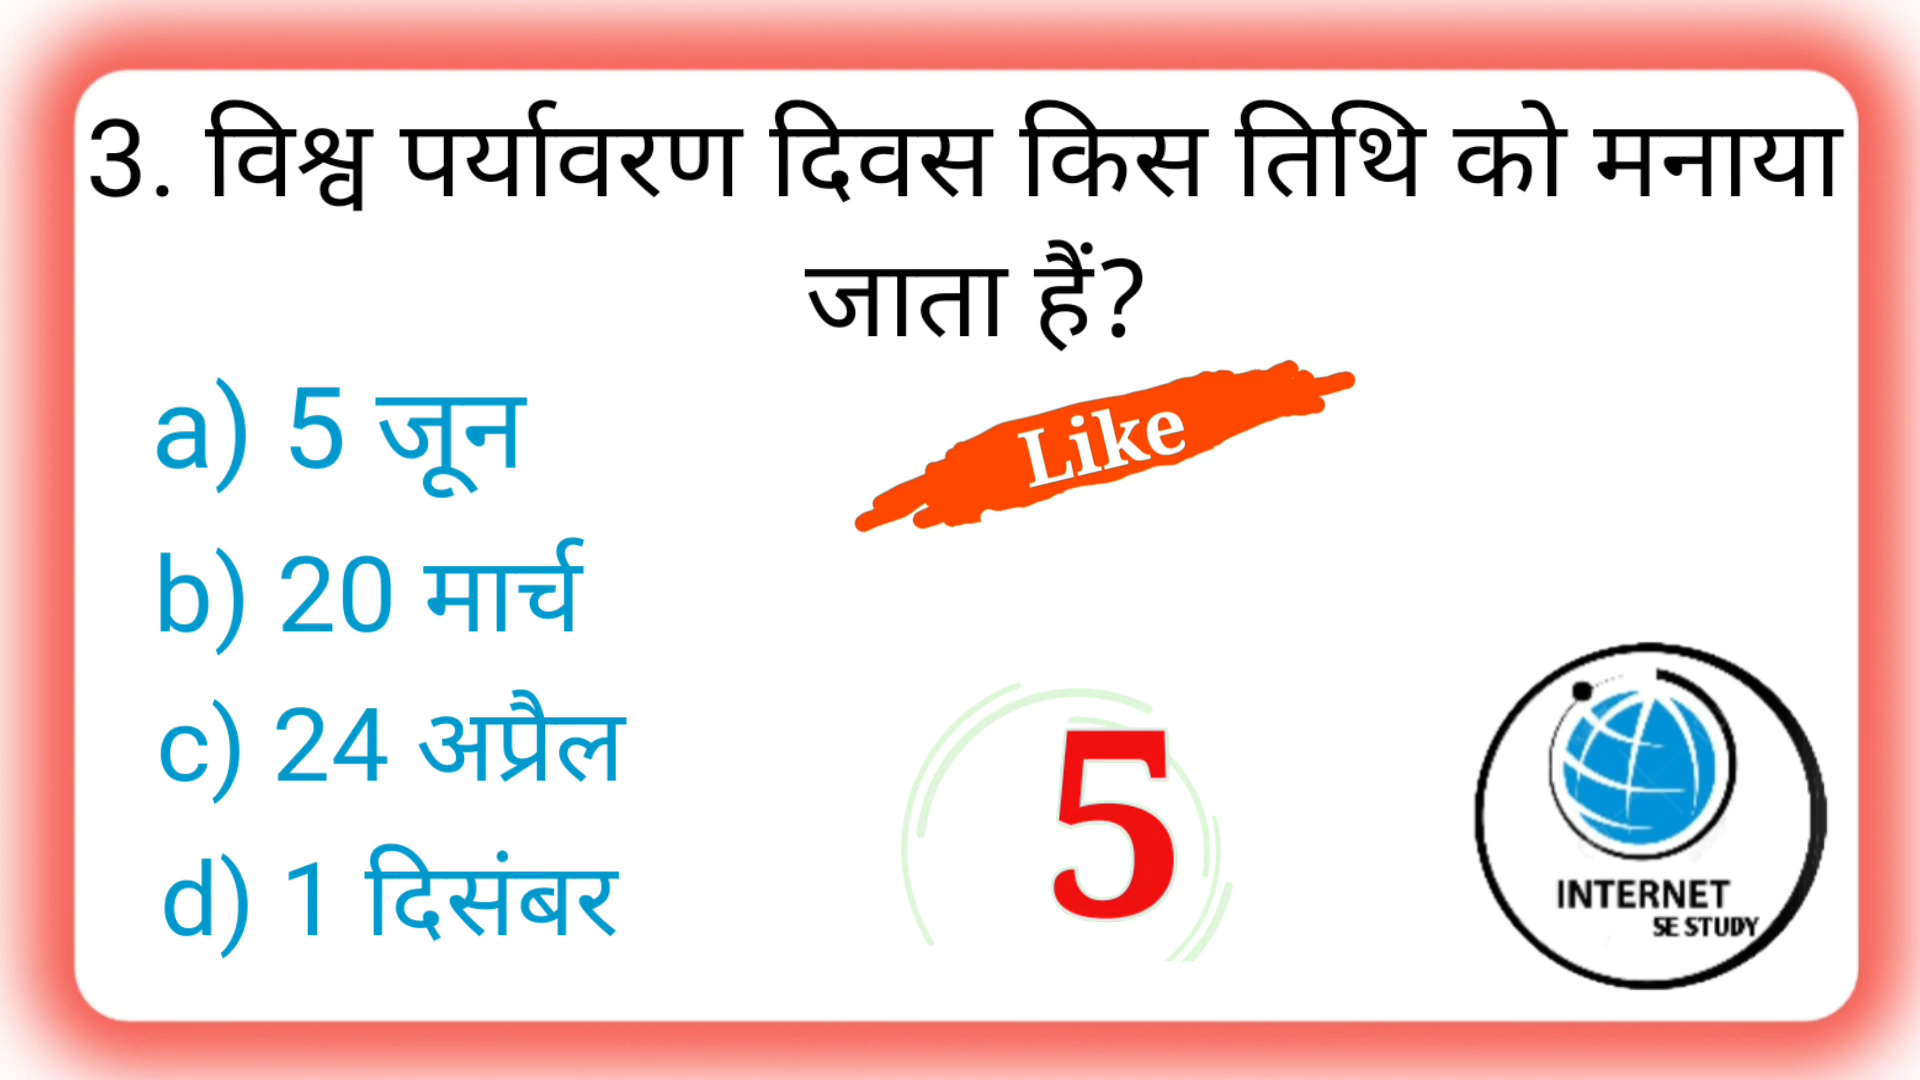 3. विश्व पर्यावरण दिवस किस तिथि को मनाया
जाता हैं?
a) 5 जून
Like
b) 20 मार्च
c) 24 अप्रैल
5
d) 1 दिसंबर
INTERNET
SE STUDY